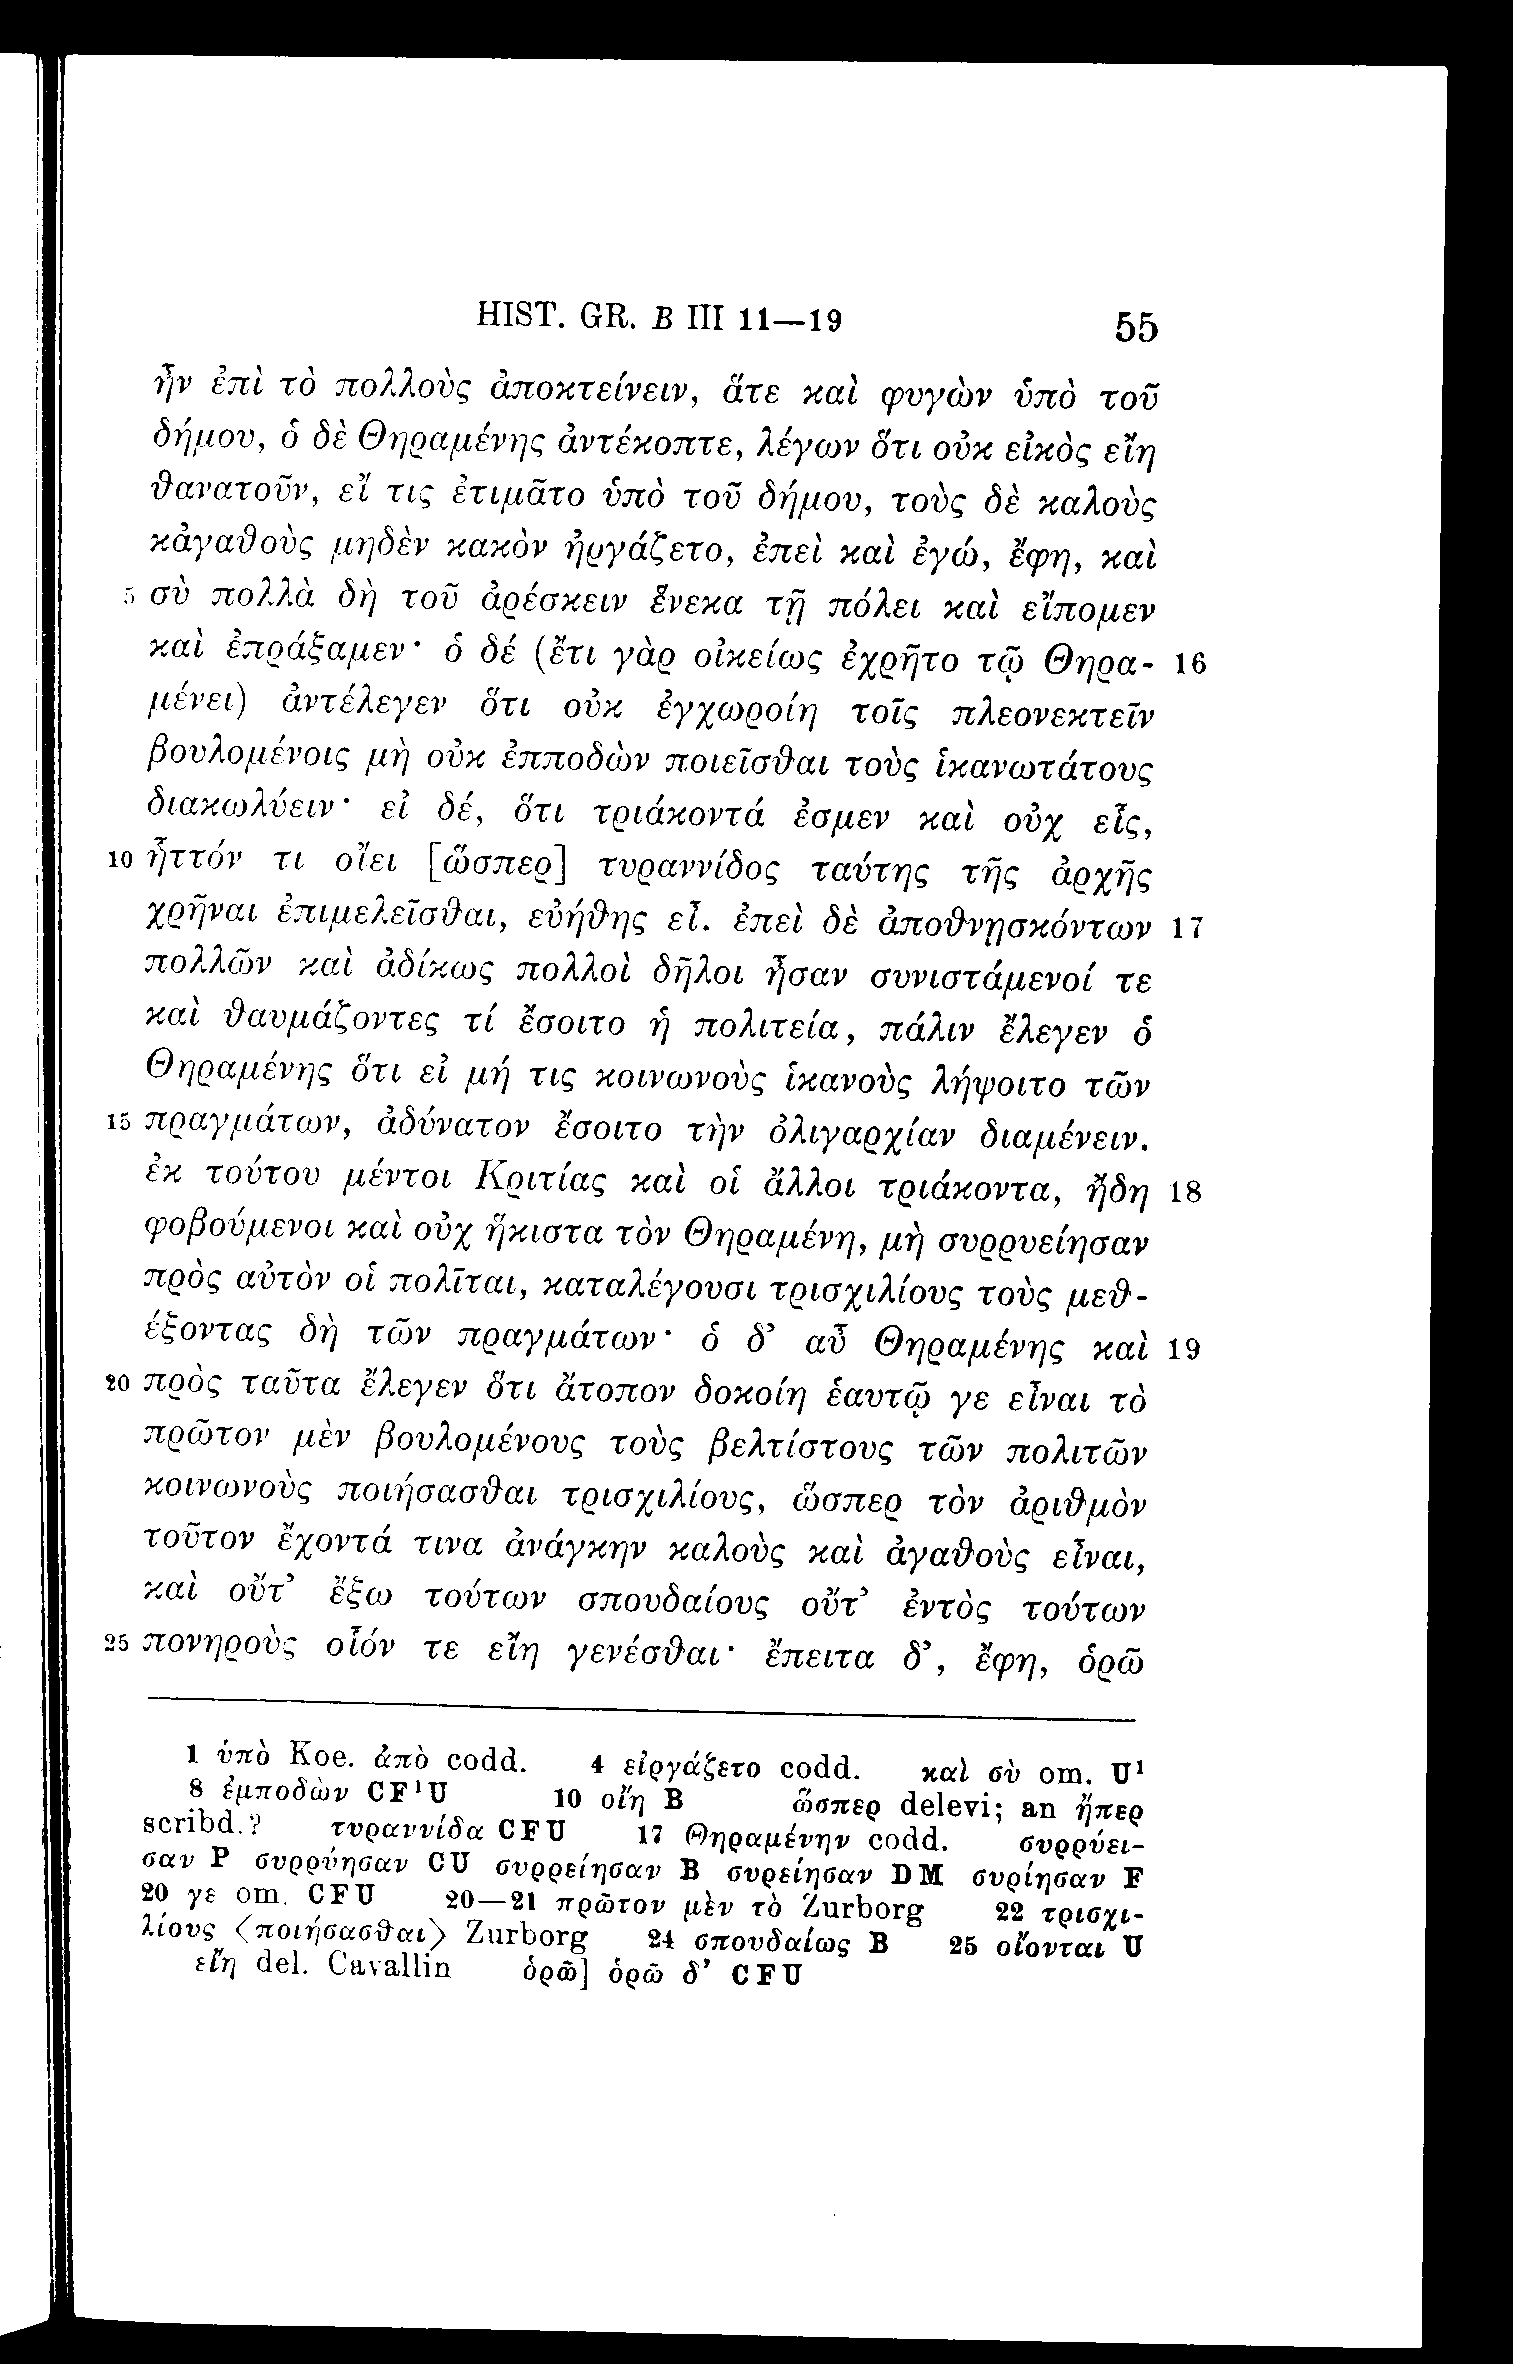 HIST. GR. B III 11—19 55
ἦν ἐπὶ τὸ πολλοὺς ἀποκτείνειν, ἅτε καὶ φυγὼν ὑπὸ τοῦ
δήμου, ὁ δὲ Θηραμένης ἀντέκοπτε, λέγων ὅτι οὐκ εἰκὸς εἴη
θανατοῦν, εἴ τις ἐτιμᾶτο ὑπὸ τοῦ δήμου, τοὺς δὲ καλοὺς
κἀγαθοὺς μηδὲν κακὸν ἠργάζετο, ἐπεὶ καὶ ἐγώ, ἔφη, καὶ
5 σὺ πολλὰ δὴ τοῦ ἀρέσκειν ἕνεκα τῇ πόλει καὶ εἴπομεν
καὶ ἐπράξαμεν· ὁ δέ (ἔτι γὰρ οἰκείως ἐχρῆτο τῷ Θηρα- 16
μένει) ἀντέλεγεν ὅτι οὐκ ἐγχωροίη τοῖς πλεονεκτεῖν
βουλομένοις μὴ οὐκ ἐπποδὼν ποιεῖσθαι τοὺς ἱκανωτάτους
διακωλύειν· εἰ δέ, ὅτι τριάκοντά ἐσμεν καὶ οὐχ εἷς,
10 ἧττόν τι οἴει [ὥσπερ] τυραννίδος ταύτης τῆς ἀρχῆς
χρῆναι ἐπιμελεῖσθαι, εὐήθης εἶ. ἐπεὶ δὲ ἀποθνῃσκόντων 17
πολλῶν καὶ ἀδίκως πολλοὶ δῆλοι ἦσαν συνιστάμενοί τε
καὶ θαυμάζοντες τί ἔσοιτο ἡ πολιτεία, πάλιν ἔλεγεν ὁ
Θηραμένης ὅτι εἰ μή τις κοινωνοὺς ἱκανοὺς λήψοιτο τῶν
15 πραγμάτων, ἀδύνατον ἔσοιτο τὴν ὀλιγαρχίαν διαμένειν.
ἐκ τούτου μέντοι Κριτίας καὶ οἱ ἄλλοι τριάκοντα, ἤδη 18
φοβούμενοι καὶ οὐχ ἥκιστα τὸν Θηραμένη, μὴ συρρυείησαν
πρὸς αὐτὸν οἱ πολῖται, καταλέγουσι τρισχιλίους τοὺς μεθ-
έξοντας δὴ τῶν πραγμάτων· ὁ δ’ αὖ Θηραμένης καὶ 19
20 πρὸς ταῦτα ἔλεγεν ὅτι ἄτοπον δοκοίη ἑαυτῷ γε εἶναι τὸ
πρῶτον μὲν βουλομένους τοὺς βελτίστους τῶν πολιτῶν
κοινωνοὺς ποιήσασθαι τρισχιλίους, ὥσπερ τὸν ἀριθμὸν
τοῦτον ἔχοντά τινα ἀνάγκην καλοὺς καὶ ἀγαθοὺς εἶναι,
καὶ οὔτ’ ἔξω τούτων σπουδαίους οὔτ’ ἐντὸς τούτων
25 πονηροὺς οἷόν τε εἴη γενέσθαι· ἔπειτα δ’, ἔφη, ὁρῶ
1 ὑπὸ Koe. ἀπὸ codd. 4 εἰργάζετο codd. καὶ σὺ om. U¹
8 ἐμποδὼν CF¹U 10 οἴη B ὥσπερ delevi; an ἥπερ
scribd.? τυραννίδα CFU 17 Θηραμένην codd. συρρύει-
σαν P συρρύησαν CU συρρείησαν B συρείησαν DM συρίησαν F
20 γε om. CFU 20—21 πρῶτον μὲν τὸ Zurborg 22 τρισχι-
λίους ⟨ποιήσασθαι⟩ Zurborg 24 σπουδαίως B 25 οἴονται U
εἴη del. Cavallin ὁρῶ] ὁρῶ δ’ CFU